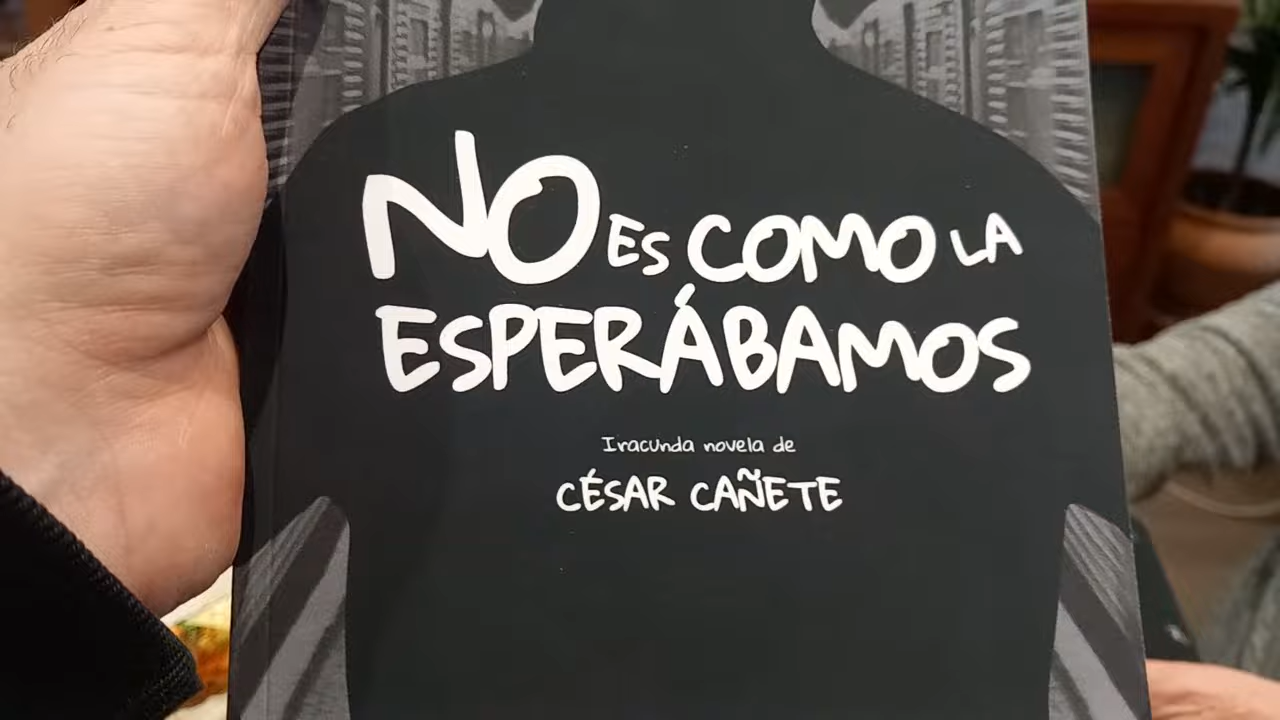 NO ES COMO LA
ESPERÁBAMOS
Iracunda novela de
CÉSAR CAÑETE